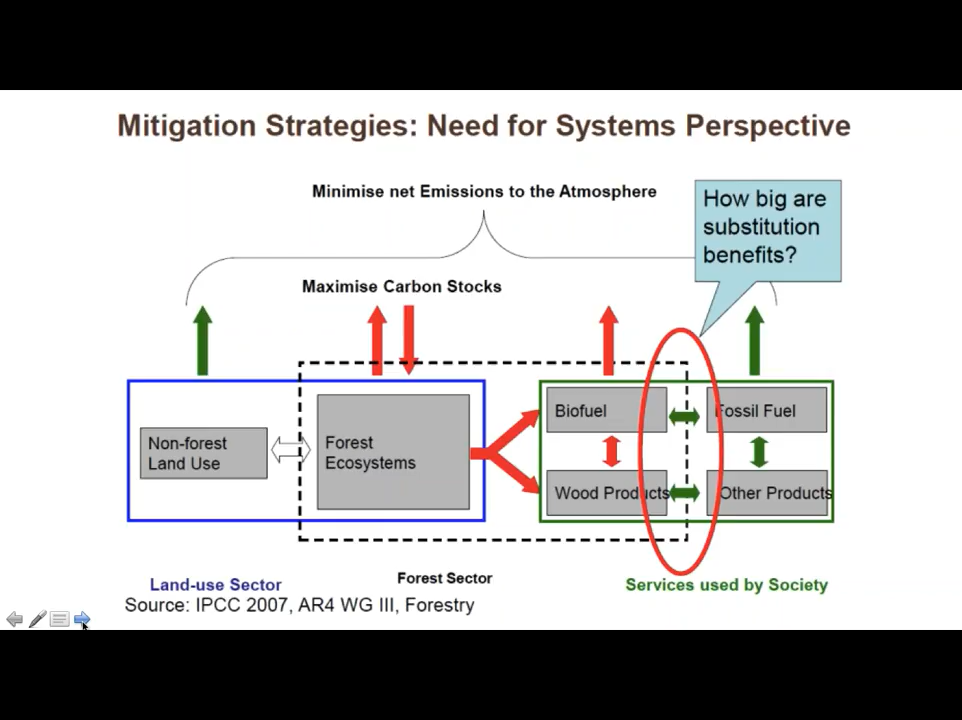 Mitigation Strategies: Need for Systems Perspective
Minimise net Emissions to the Atmosphere
How big are
substitution
benefits?
Maximise Carbon Stocks
Non-forest
Land Use
Forest
Ecosystems
Biofuel
Fossil Fuel
Wood Products
Other Products
Land-use Sector
Forest Sector
Services used by Society
Source: IPCC 2007, AR4 WG III, Forestry